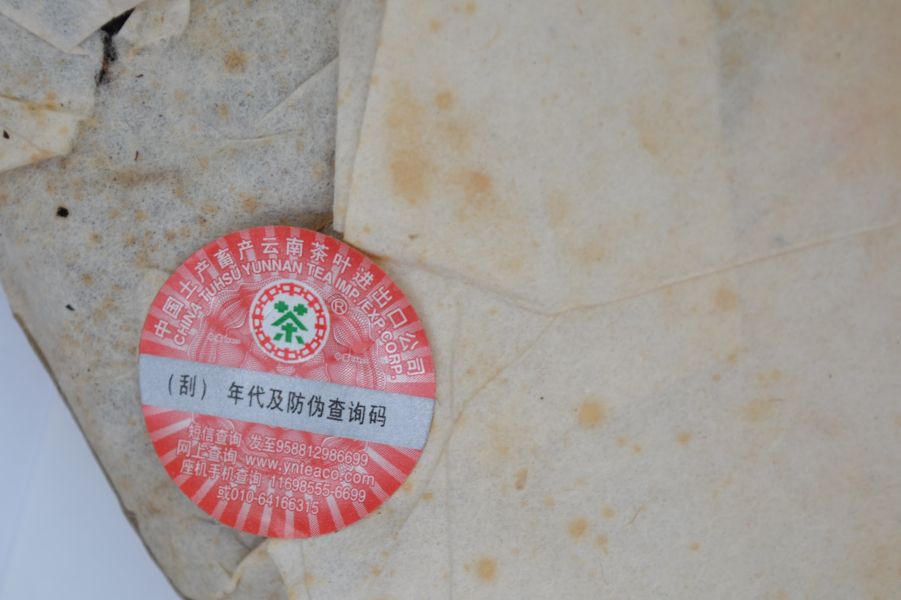 中国土产畜产云南茶叶进出口公司
CHINA TUHSU YUNNAN TEA IMP./EXP.CORP.
茶
®
（刮） 年代及防伪查询码
短信查询 发至958812986699
网上查询 www.ynteaco.com
座机手机查询 11698555-6699
或010-64166315